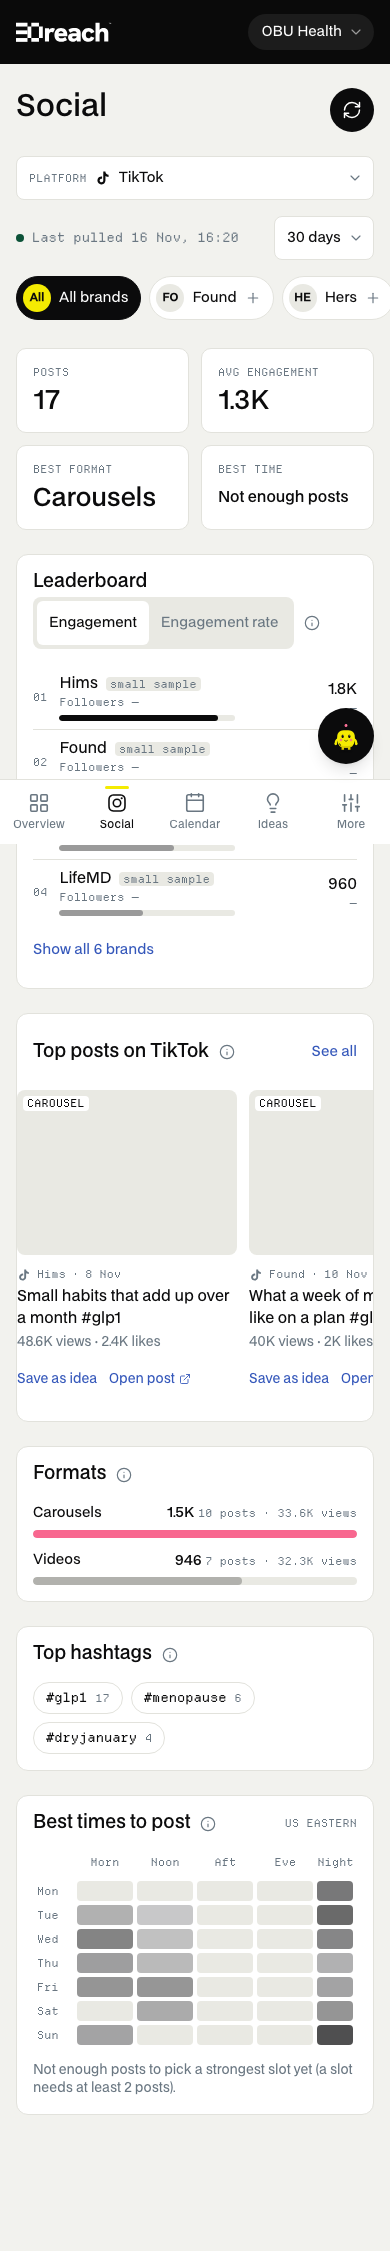 EOreach
OBU Health
Social
PLATFORM TikTok
Last pulled 16 Nov, 16:20
30 days
All All brands
FO Found +
HE Hers +
POSTS
17
AVG ENGAGEMENT
1.3K
BEST FORMAT
Carousels
BEST TIME
Not enough posts
Leaderboard
Engagement Engagement rate
01 Hims small sample 1.8K
Followers —
02 Found small sample
Followers — —
Overview Social Calendar Ideas More
04 LifeMD small sample 960
Followers — —
Show all 6 brands
Top posts on TikTok See all
CAROUSEL
Hims · 8 Nov
Small habits that add up over
a month #glp1
48.6K views · 2.4K likes
Save as idea Open post
CAROUSEL
Found · 10 Nov
What a week of m
like on a plan #gl
40K views · 2K likes
Save as idea Oper
Formats
Carousels 1.5K 10 posts · 33.6K views
Videos 946 7 posts · 32.3K views
Top hashtags
#glp1 17 #menopause 6
#dryjanuary 4
Best times to post US EASTERN
Morn Noon Aft Eve Night
Mon
Tue
Wed
Thu
Fri
Sat
Sun
Not enough posts to pick a strongest slot yet (a slot
needs at least 2 posts).